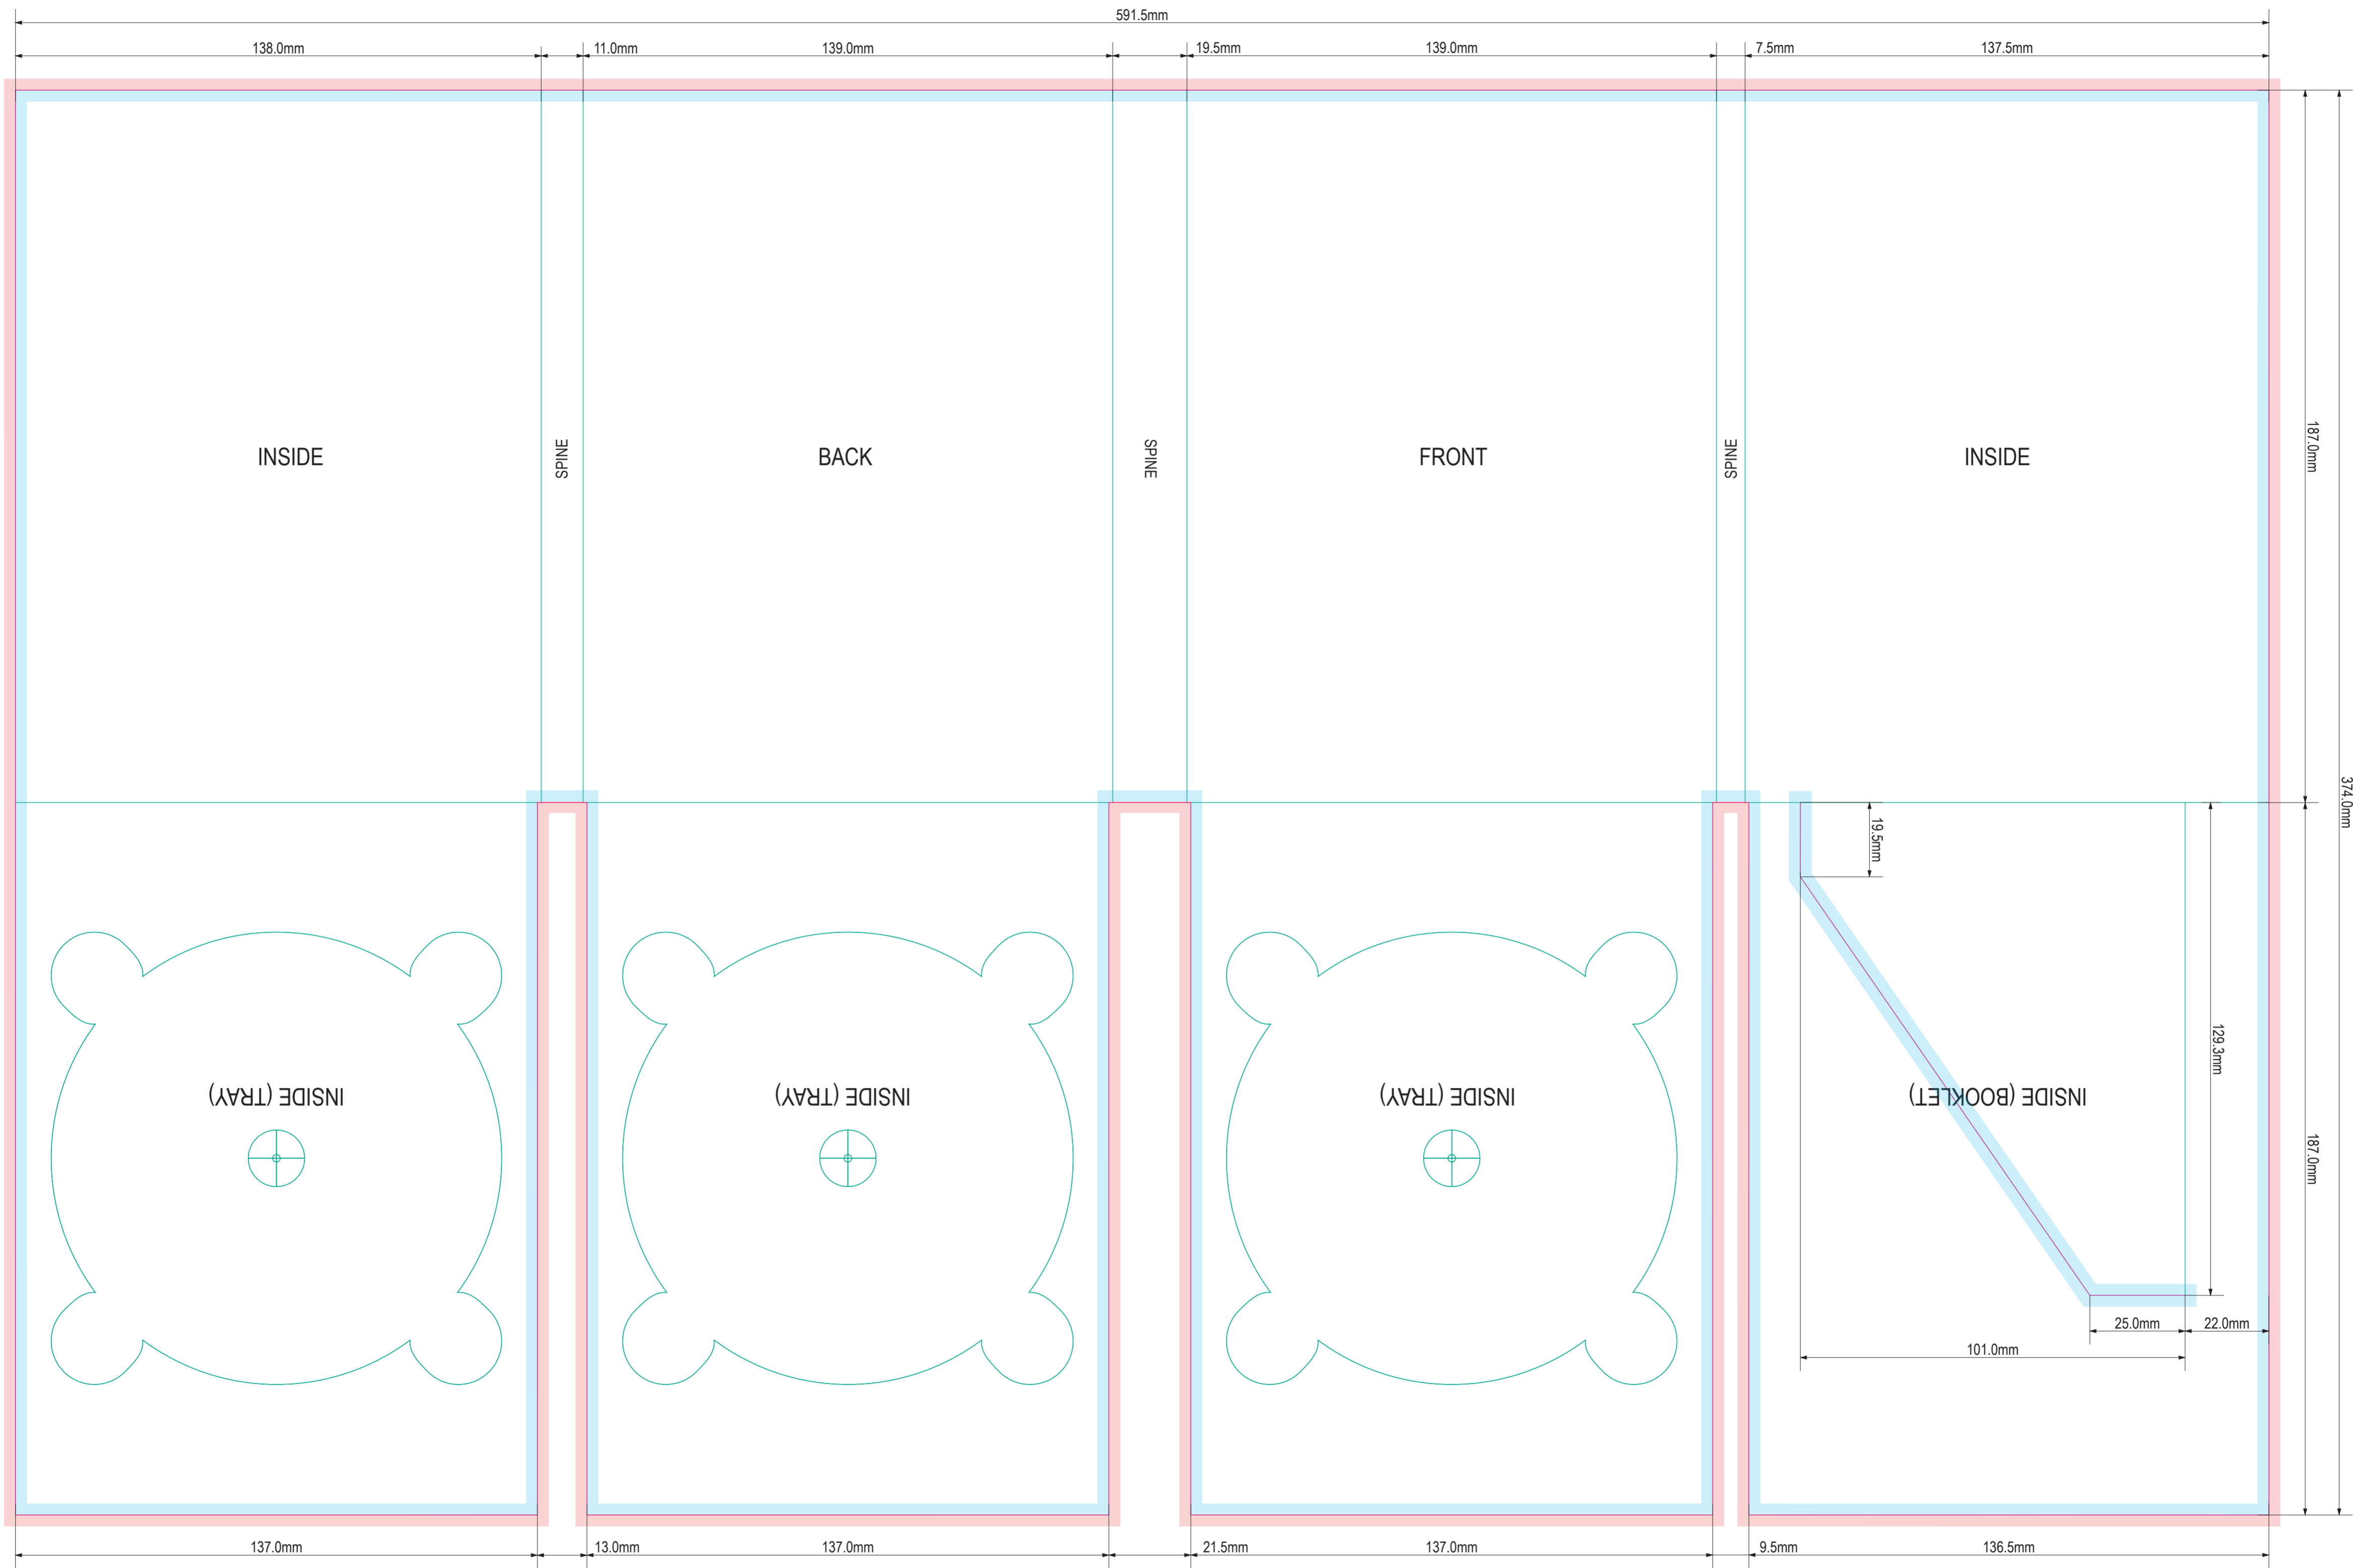 591.5mm
138.0mm 11.0mm 139.0mm 19.5mm 139.0mm 7.5mm 137.5mm
INSIDE
SPINE
BACK
SPINE
FRONT
SPINE
INSIDE
187.0mm
374.0mm
19.5mm
129.3mm
INSIDE (TRAY)
INSIDE (TRAY)
INSIDE (TRAY)
INSIDE (BOOKLET)
187.0mm
25.0mm 22.0mm
101.0mm
137.0mm 13.0mm 137.0mm 21.5mm 137.0mm 9.5mm 136.5mm